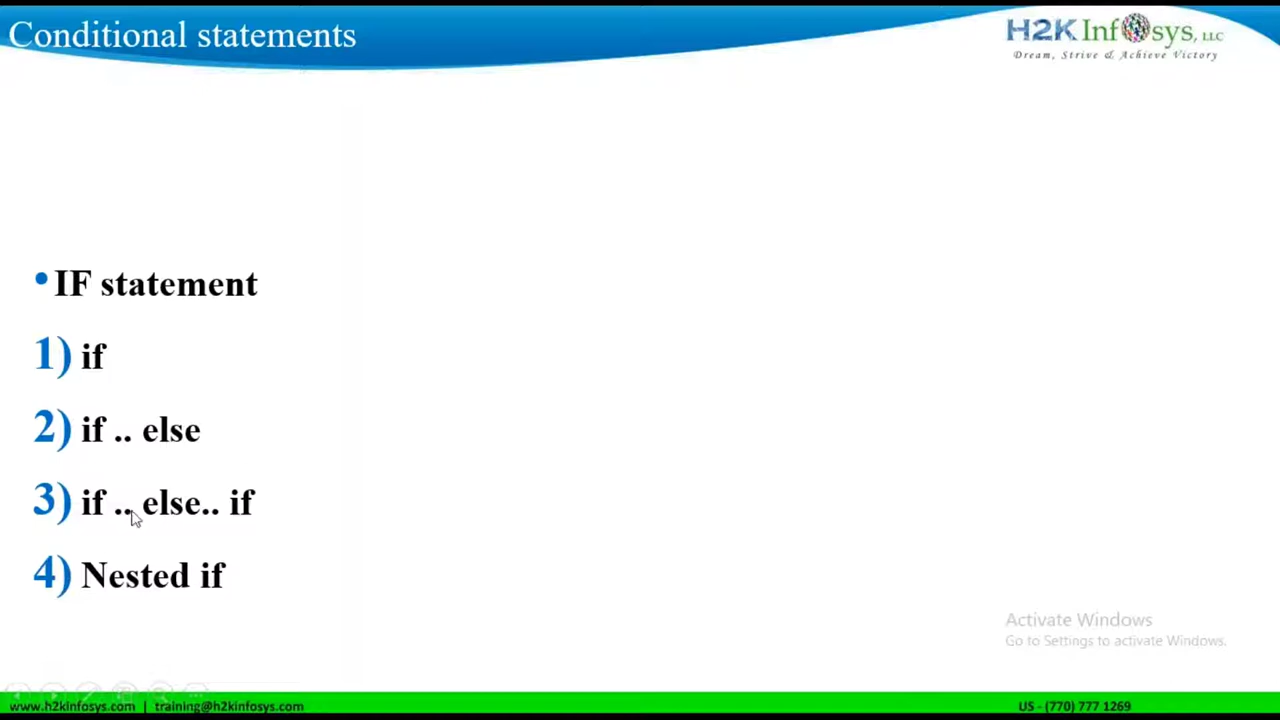 Conditional statements
H2K Infosys, LLC
Dream, Strive & Achieve Victory
• IF statement
1) if
2) if .. else
3) if .. else.. if
4) Nested if
Activate Windows
Go to Settings to activate Windows.
www.h2kinfosys.com | training@h2kinfosys.com
US - (770) 777 1269